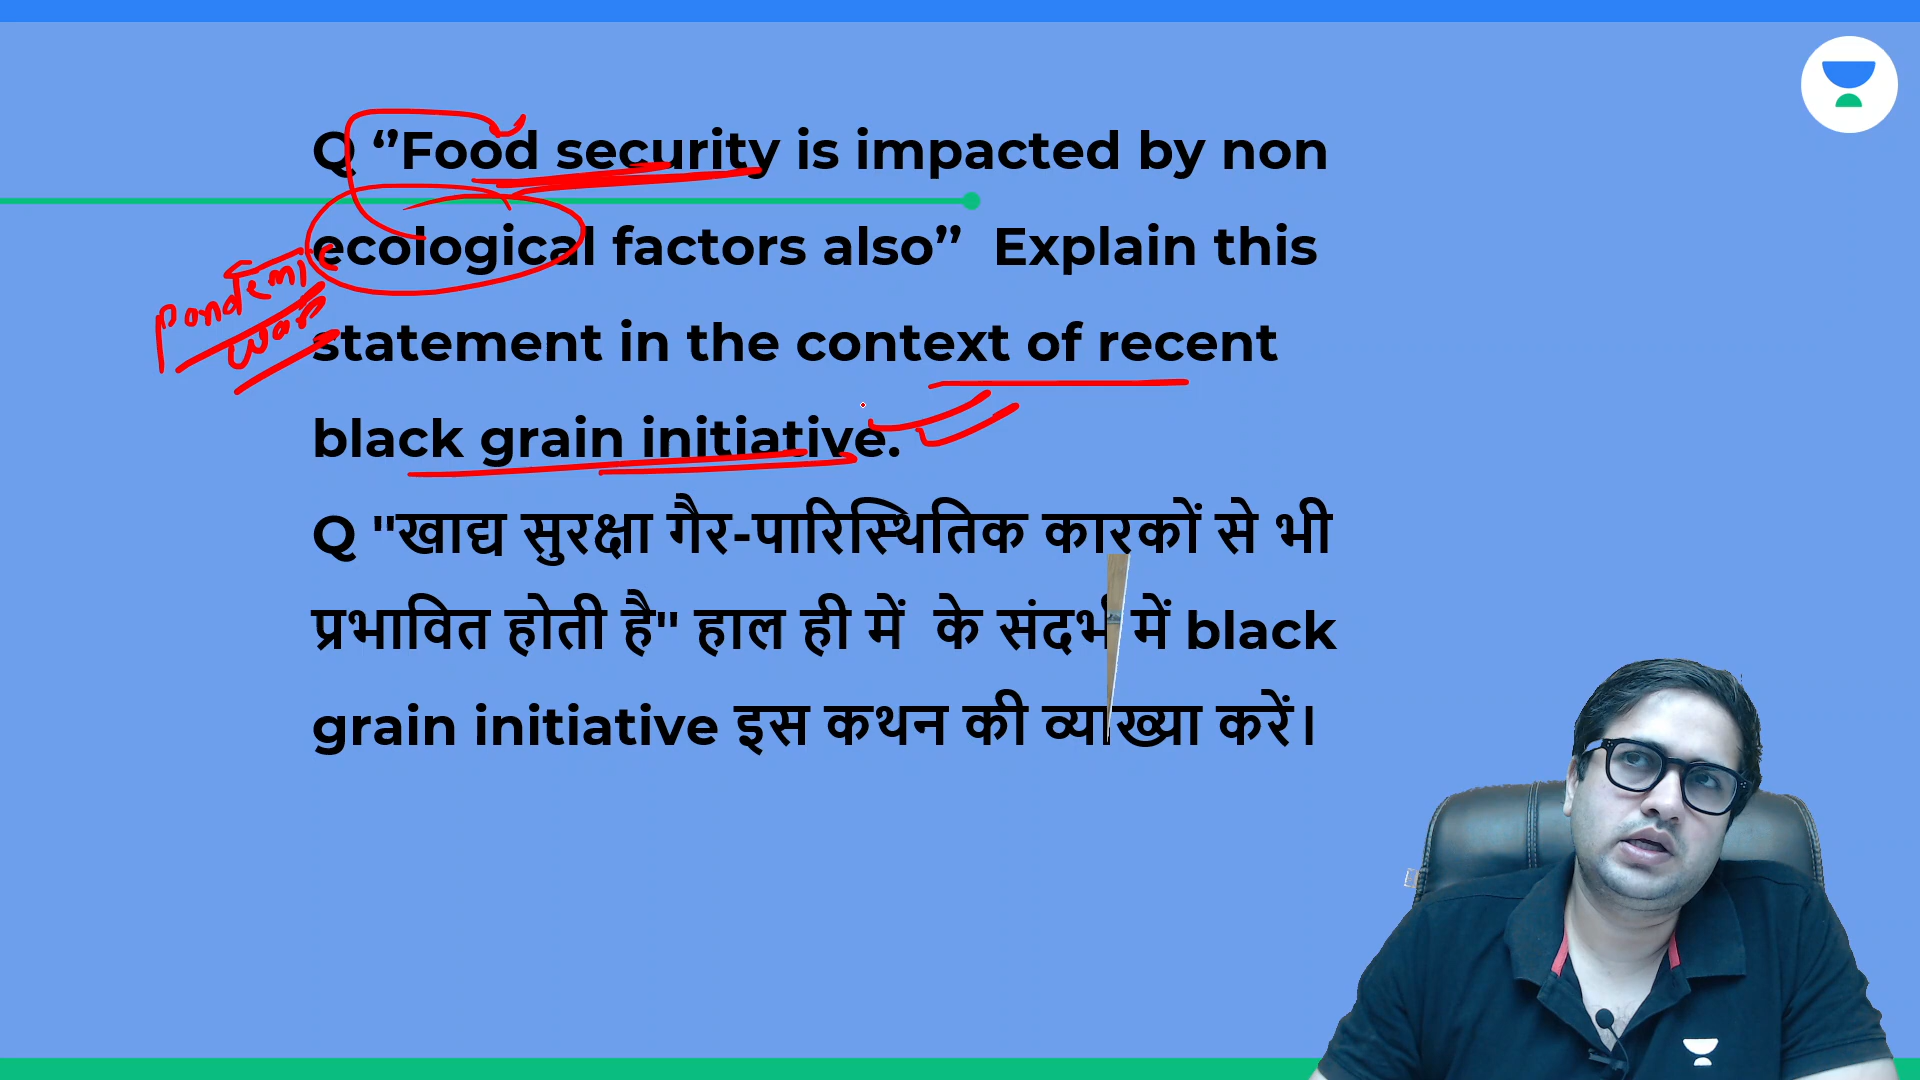 Q ‘’Food security is impacted by non
ecological factors also’’ Explain this
statement in the context of recent
black grain initiative.
Pandemic
war
Q "खाद्य सुरक्षा गैर-पारिस्थितिक कारकों से भी
प्रभावित होती है" हाल ही में के संदर्भ में black
grain initiative इस कथन की व्याख्या करें।